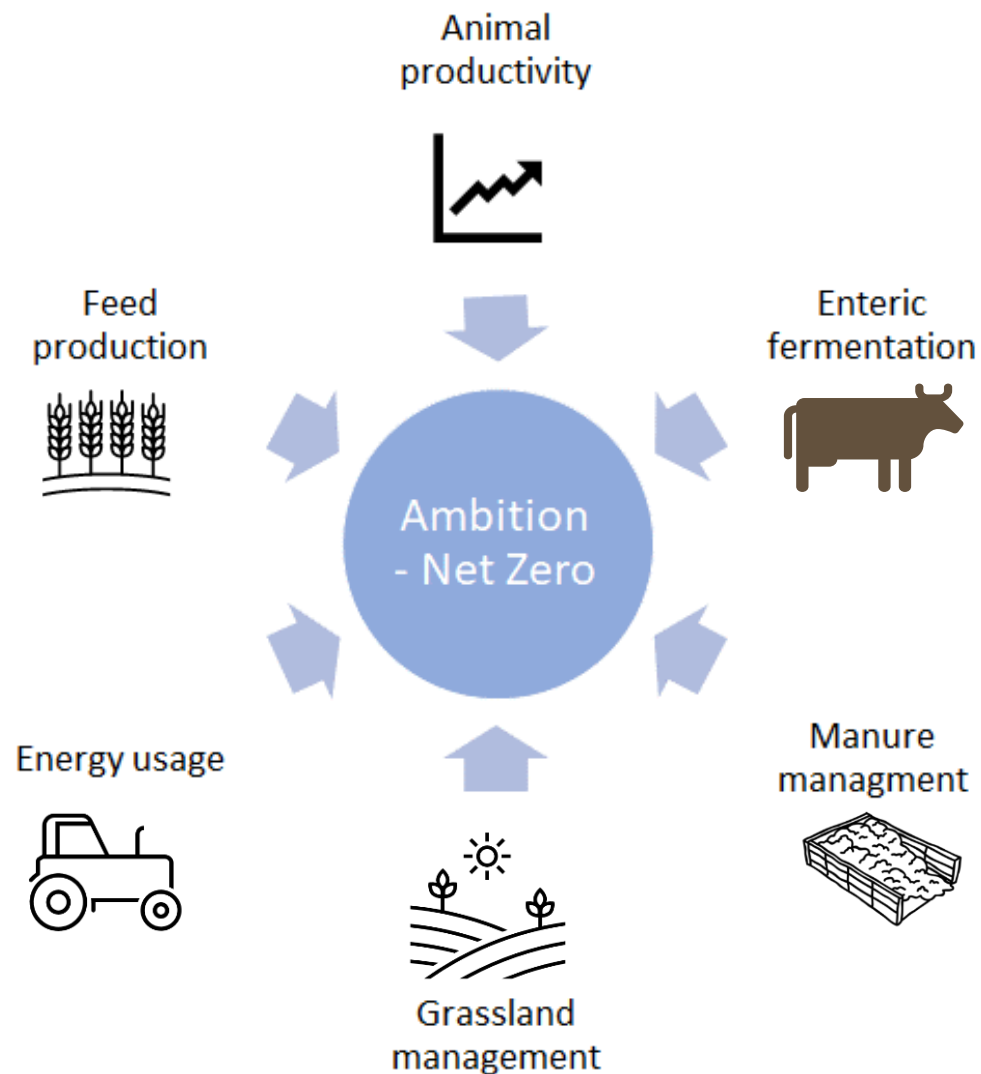 Animal
productivity
Feed
production
Enteric
fermentation
Ambition
- Net Zero
Energy usage
Manure
managment
Grassland
management